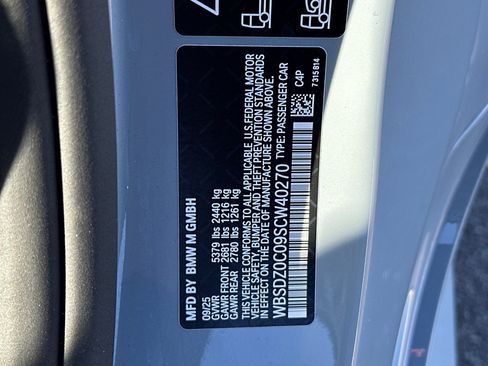 MFD BY BMW M GMBH
09/25
GVWR 5379 lbs 2440 kg
GAWR FRONT 2681 lbs 1216 kg
GAWR REAR 2780 lbs 1261 kg
THIS VEHICLE CONFORMS TO ALL APPLICABLE U.S.FEDERAL MOTOR
VEHICLE SAFETY, BUMPER AND THEFT PREVENTION STANDARDS
IN EFFECT ON THE DATE OF MANUFACTURE SHOWN ABOVE.
WBSDZ0C09SCW40270 TYPE: PASSENGER CAR
C4P
7315814